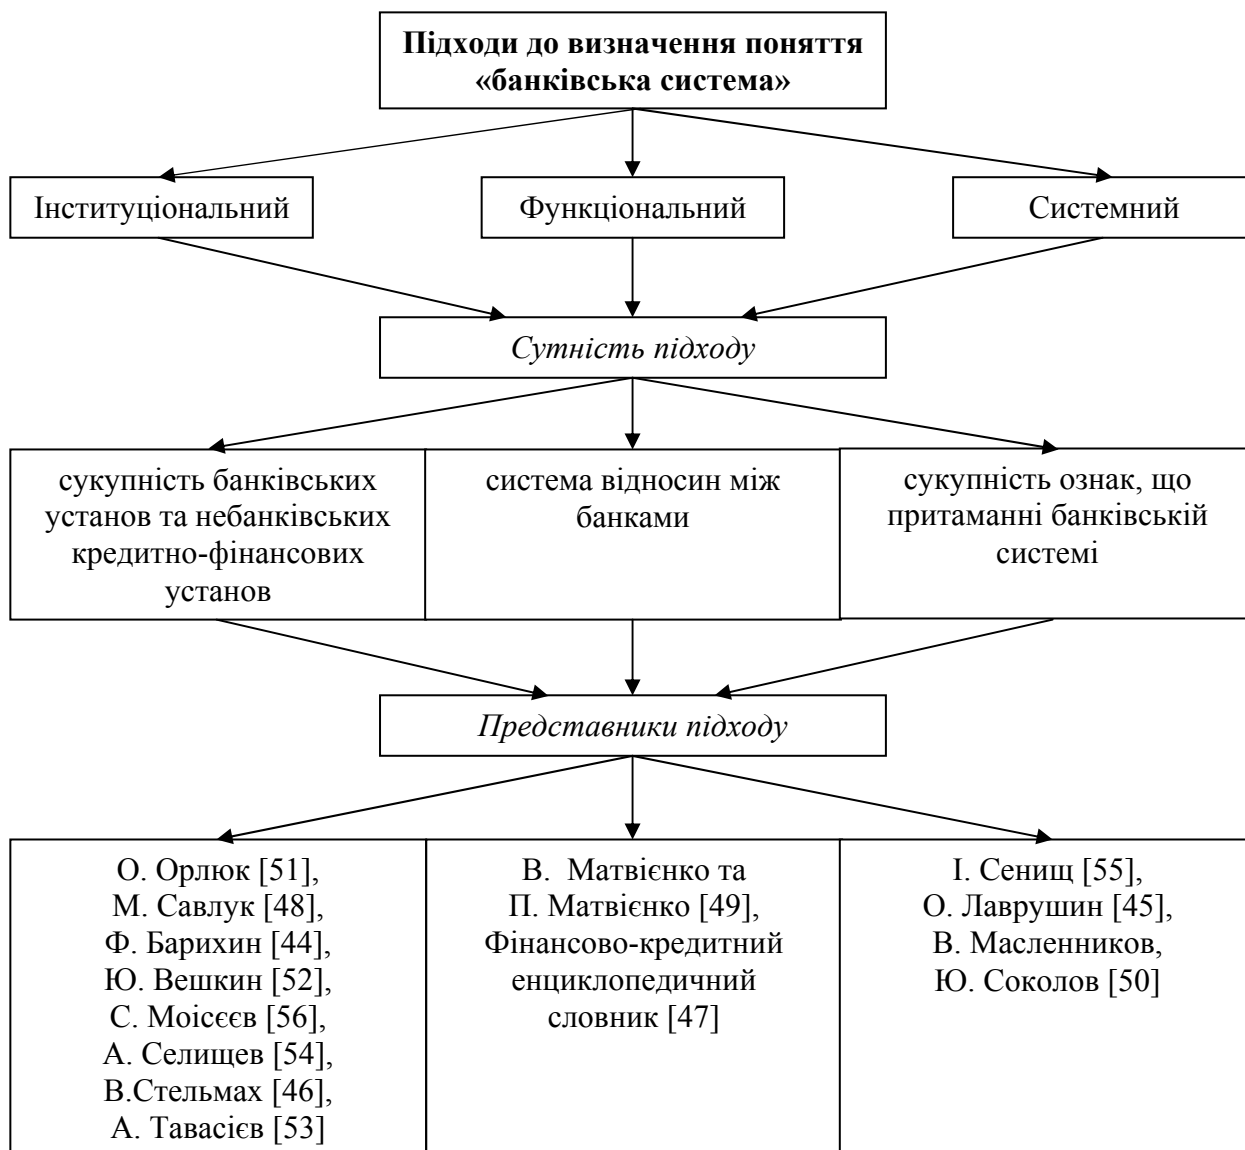 Підходи до визначення поняття
«банківська система»
Інституціональний
Функціональний
Системний
Сутність підходу
сукупність банківських
установ та небанківських
кредитно-фінансових
установ
система відносин між
банками
сукупність ознак, що
притаманні банківській
системі
Представники підходу
О. Орлюк [51],
М. Савлук [48],
Ф. Барихин [44],
Ю. Вешкин [52],
С. Моісєєв [56],
А. Селищев [54],
В.Стельмах [46],
А. Тавасієв [53]
В. Матвієнко та
П. Матвієнко [49],
Фінансово-кредитний
енциклопедичний
словник [47]
І. Сенищ [55],
О. Лаврушин [45],
В. Масленников,
Ю. Соколов [50]